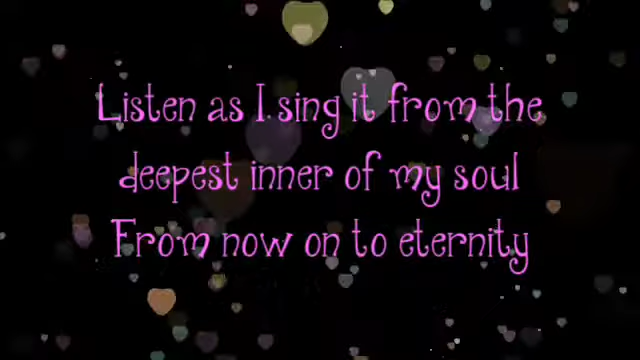 Listen as I sing it from the
deepest inner of my soul
From now on to eternity